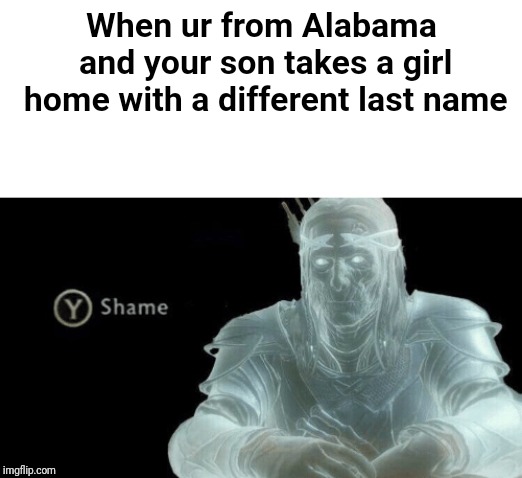 When ur from Alabama
and your son takes a girl
home with a different last name
Y Shame
imgflip.com